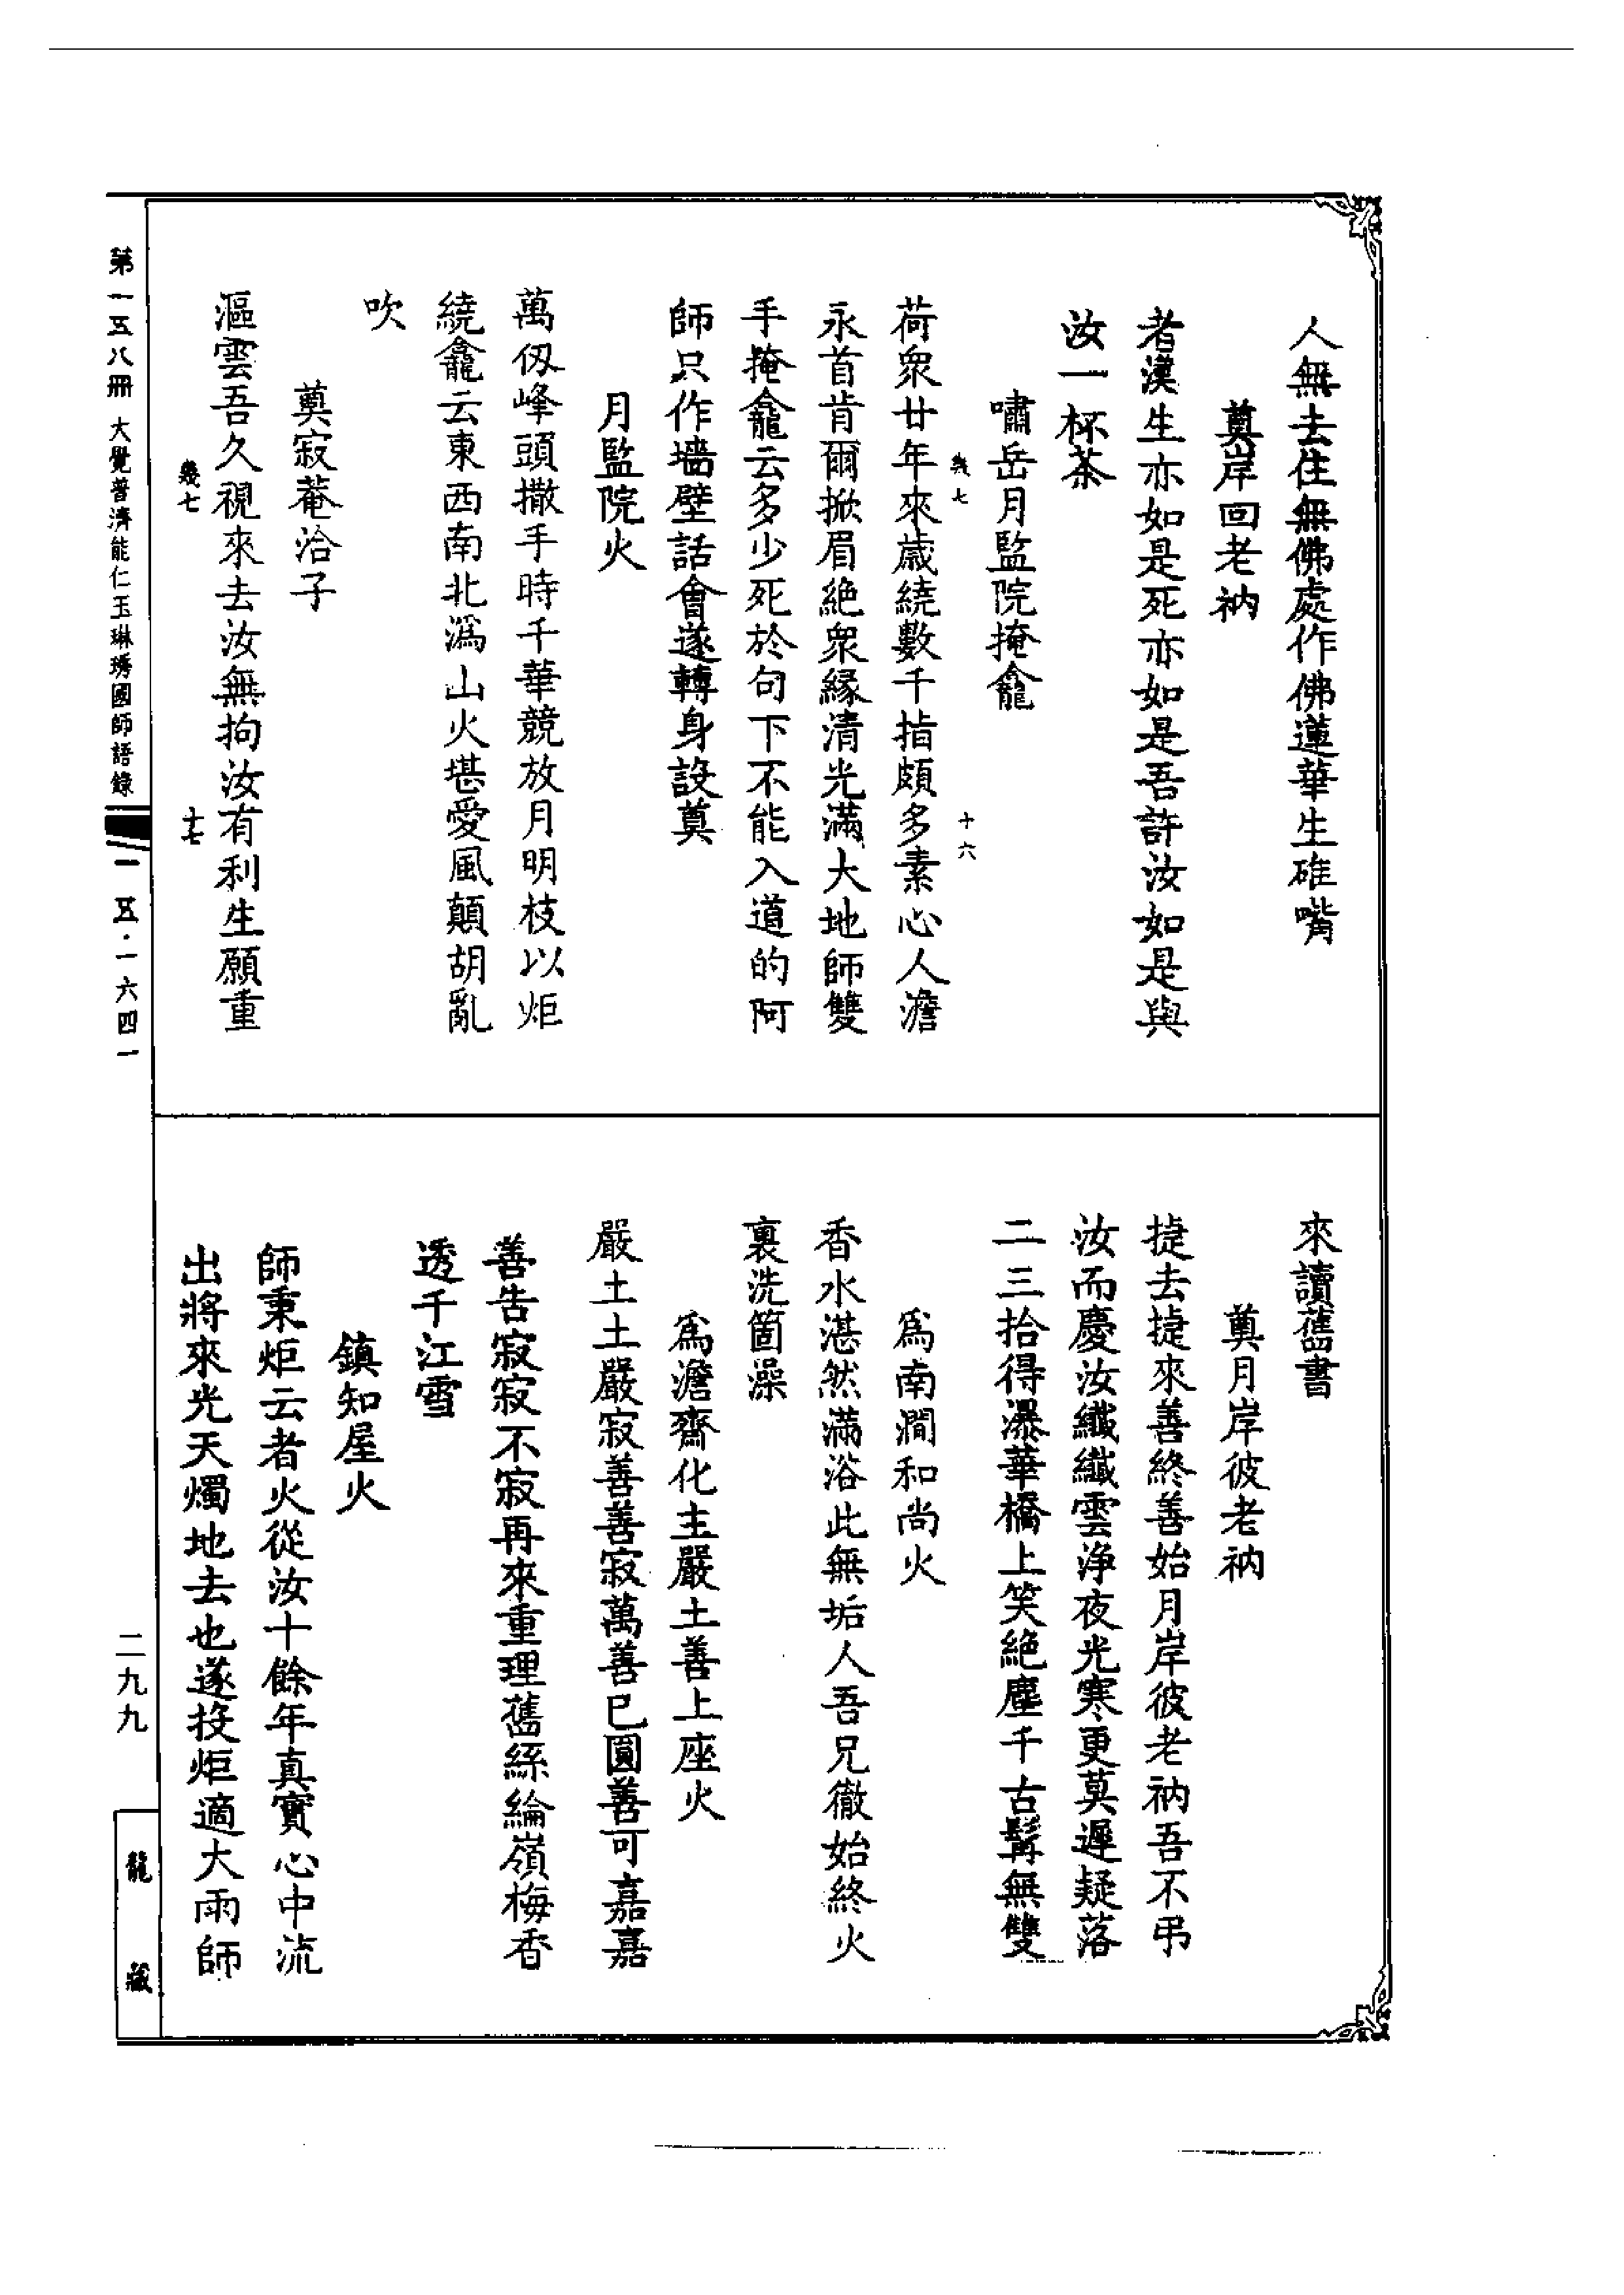 人無去住無佛處作佛蓮華生碓嘴
奠岸回老衲
者漢生亦如是死亦如是吾許汝如是與
汝一杯茶
嘯岳月監院掩龕
幾七 十六
荷眾廿年來歲繞數千指頗多素心人澹
永首肯爾掀眉絶眾緣清光滿大地師雙
手掩龕云多少死於句下不能入道的阿
師只作墻壁話會遂轉身設奠
月監院火
萬仭峰頭撒手時千華競放月明枝以炬
繞龕云東西南北溈山火堪愛風顛胡亂
吹
奠寂菴洽子
漚雲吾久視來去汝無拘汝有利生願重
幾七 十七
來讀舊書
奠月岸彼老衲
捷去捷來善終善始月岸彼老衲吾不弔
汝而慶汝纖纖雲淨夜光寒更莫遲疑落
二三拾得瀑華橋上笑絶塵千古髯無雙
為南澗和尚火
香水湛然滿浴此無垢人吾兄徹始終火
裏洗箇澡
為澹齋化主嚴土善上座火
嚴土土嚴寂善善寂萬善已圓善可嘉嘉
善告寂寂不寂再來重理舊絲綸嶺梅香
透千江雪
鎮知屋火
師秉炬云者火從汝十餘年真實心中流
出將來光天燭地去也遂投炬適大雨師
第一五八冊 大覺普濟能仁玉琳琇國師語錄
一五·一六四一
二九九
龍藏